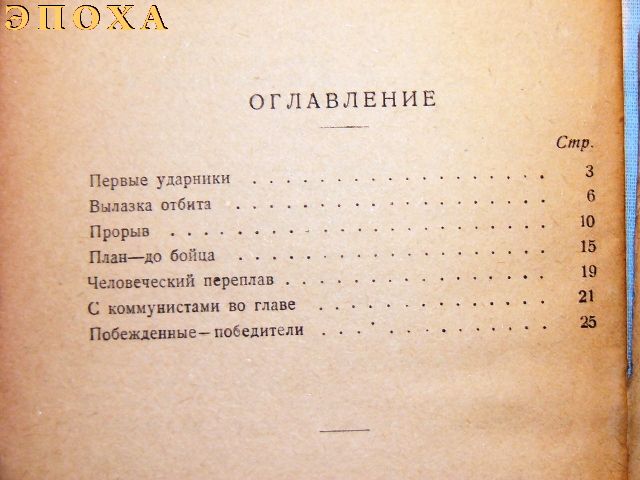 ЭПОХА
ОГЛАВЛЕНИЕ
Стр.
Первые ударники . . . . . . . . . . . . . . . . . 3
Вылазка отбита . . . . . . . . . . . . . . . . . . 6
Прорыв . . . . . . . . . . . . . . . . . . . . . . 10
План—до бойца . . . . . . . . . . . . . . . . . . 15
Человеческий переплав . . . . . . . . . . . . . . 19
С коммунистами во главе . . . . . . . . . . . . . 21
Побежденные—победители . . . . . . . . . . . . . 25